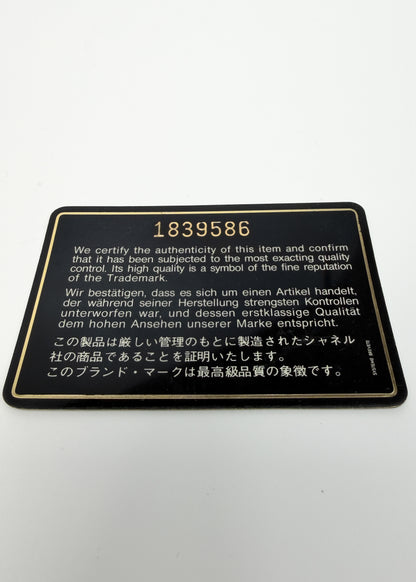 1839586
We certify the authenticity of this item and confirm
that it has been subjected to the most exacting quality
control. Its high quality is a symbol of the fine reputation
of the Trademark.
Wir bestätigen, dass es sich um einen Artikel handelt,
der während seiner Herstellung strengsten Kontrollen
unterworfen war, und dessen erstklassige Qualität
dem hohen Ansehen unserer Marke entspricht.
この製品は厳しい管理のもとに製造されたシャネル
社の商品であることを証明いたします。
このブランド・マークは最高級品質の象徴です。